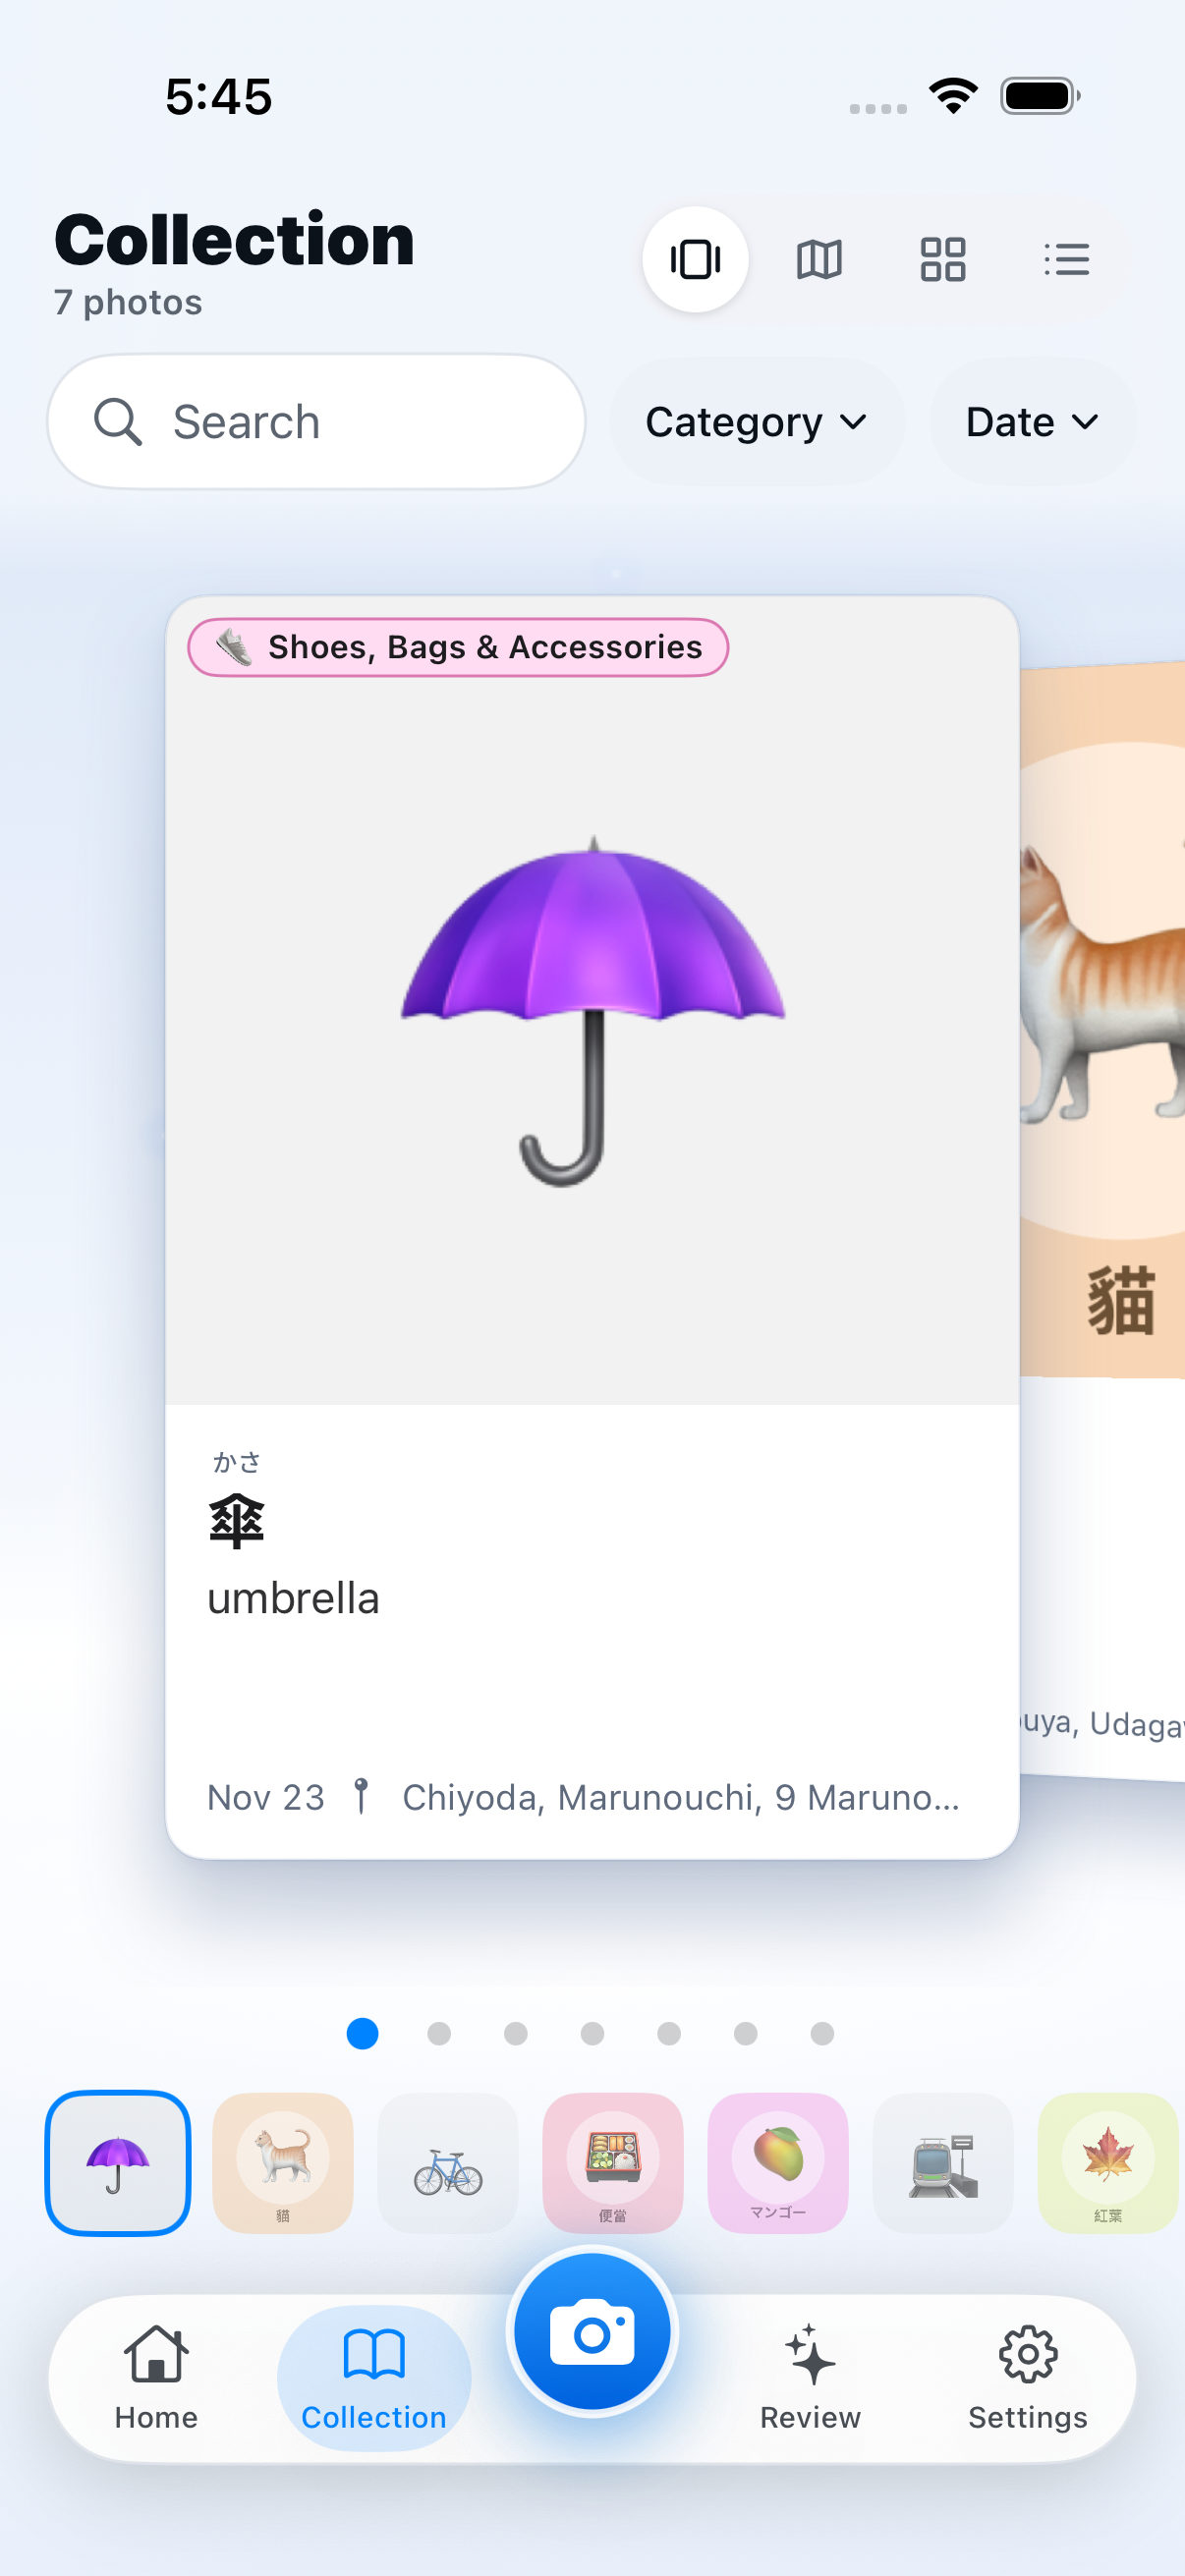 5:45
Collection
7 photos
Search
Category
Date
Shoes, Bags & Accessories
貓
かさ
傘
umbrella
Nov 23 Chiyoda, Marunouchi, 9 Maruno...
uya, Udaga
貓
便當
マンゴー
紅葉
Home
Collection
Review
Settings